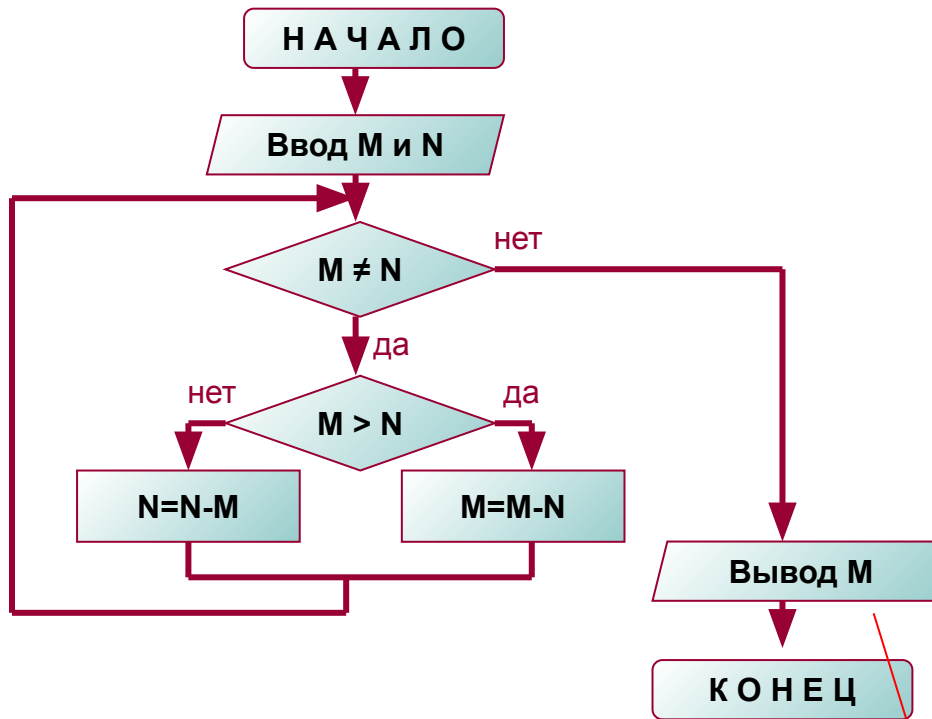 Н А Ч А Л О
Ввод M и N
нет
M ≠ N
да
нет
да
M > N
N=N-M
M=M-N
Вывод M
К О Н Е Ц